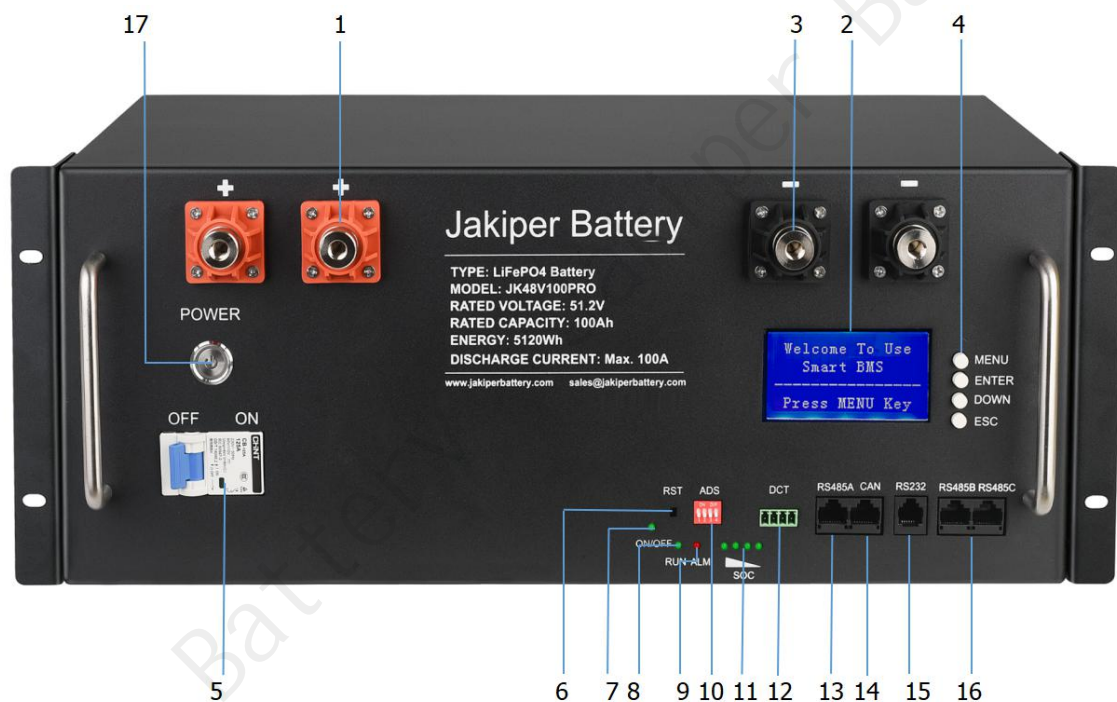 17 1 3 2 4
+ + - -
Jakiper Battery
TYPE: LiFePO4 Battery
MODEL: JK48V100PRO
RATED VOLTAGE: 51.2V
RATED CAPACITY: 100Ah
ENERGY: 5120Wh
DISCHARGE CURRENT: Max. 100A
www.jakiperbattery.com sales@jakiperbattery.com
POWER
OFF ON
CHNT
125A
Welcome To Use
Smart BMS
Press MENU Key
MENU
ENTER
DOWN
ESC
RST ADS DCT RS485A CAN RS232 RS485B RS485C
ON/OFF
RUN ALM
SOC
5 6 7 8 9 10 11 12 13 14 15 16